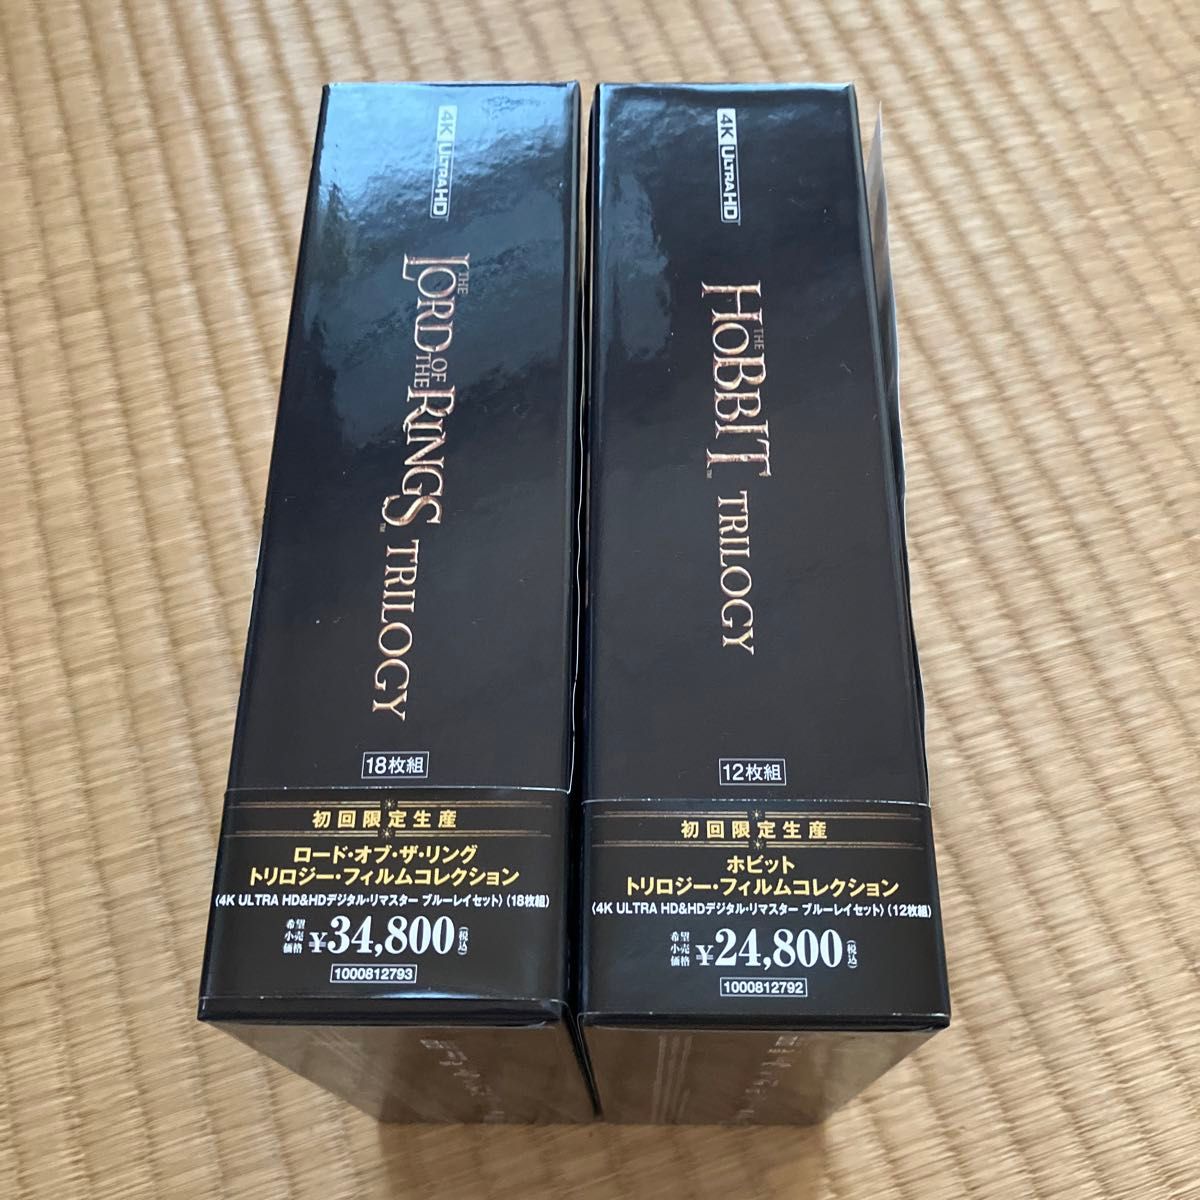 4K ULTRA HD
THE
LORD OF
THE RINGS™ TRILOGY
18枚組
初回限定生産
ロード・オブ・ザ・リング
トリロジー・フィルムコレクション
〈4K ULTRA HD&HDデジタル・リマスター ブルーレイセット〉(18枚組)
希望小売価格 ¥34,800(税込)
1000812793
4K ULTRA HD
THE
HOBBIT™ TRILOGY
12枚組
初回限定生産
ホビット
トリロジー・フィルムコレクション
〈4K ULTRA HD&HDデジタル・リマスター ブルーレイセット〉(12枚組)
希望小売価格 ¥24,800(税込)
1000812792